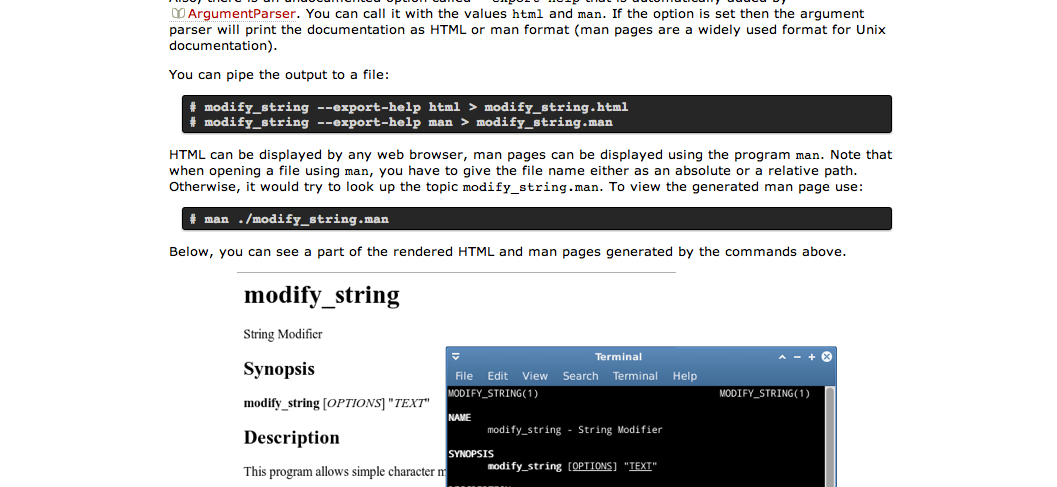 ArgumentParser. You can call it with the values html and man. If the option is set then the argument
parser will print the documentation as HTML or man format (man pages are a widely used format for Unix
documentation).
You can pipe the output to a file:
# modify_string --export-help html > modify_string.html
# modify_string --export-help man > modify_string.man
HTML can be displayed by any web browser, man pages can be displayed using the program man. Note that
when opening a file using man, you have to give the file name either as an absolute or a relative path.
Otherwise, it would try to look up the topic modify_string.man. To view the generated man page use:
# man ./modify_string.man
Below, you can see a part of the rendered HTML and man pages generated by the commands above.
modify_string
String Modifier
Synopsis
modify_string [OPTIONS] "TEXT"
Description
This program allows simple character m
Terminal
File Edit View Search Terminal Help
MODIFY_STRING(1) MODIFY_STRING(1)
NAME
modify_string - String Modifier
SYNOPSIS
modify_string [OPTIONS] "TEXT"